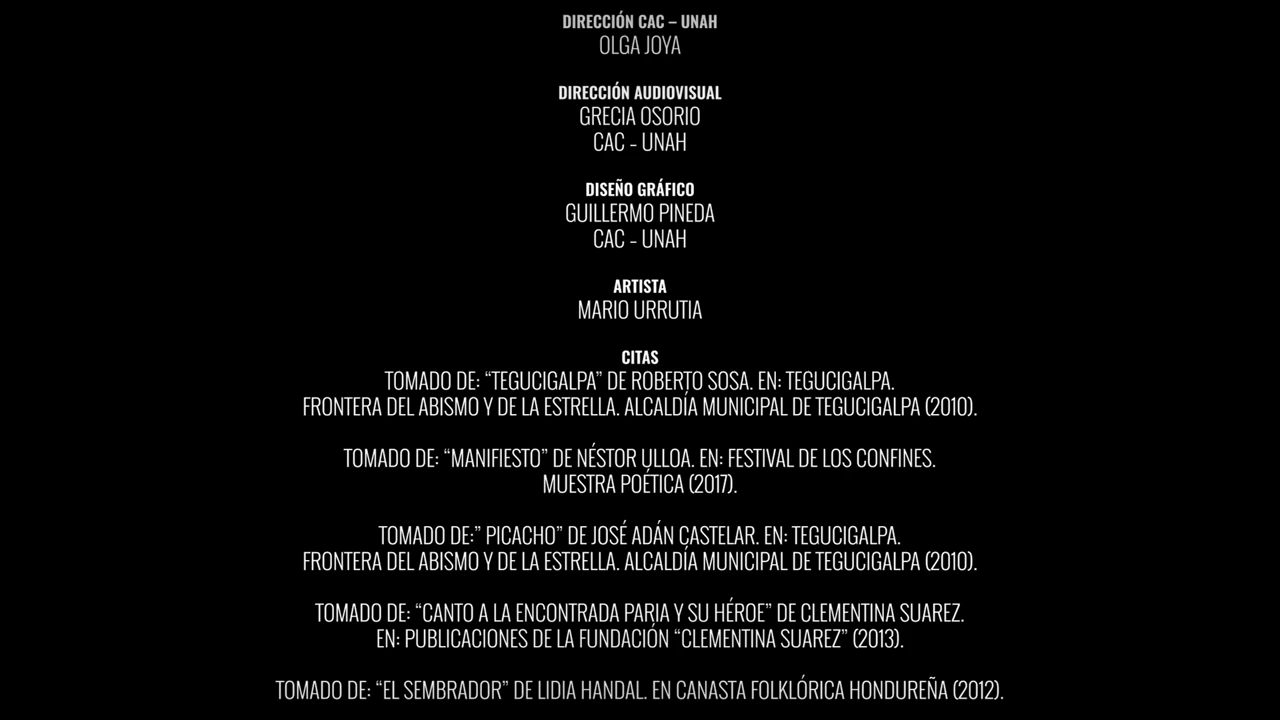 DIRECCIÓN CAC – UNAH
OLGA JOYA
DIRECCIÓN AUDIOVISUAL
GRECIA OSORIO
CAC – UNAH
DISEÑO GRÁFICO
GUILLERMO PINEDA
CAC – UNAH
ARTISTA
MARIO URRUTIA
CITAS
TOMADO DE: “TEGUCIGALPA” DE ROBERTO SOSA. EN: TEGUCIGALPA.
FRONTERA DEL ABISMO Y DE LA ESTRELLA. ALCALDÍA MUNICIPAL DE TEGUCIGALPA (2010).
TOMADO DE: “MANIFIESTO” DE NÉSTOR ULLOA. EN: FESTIVAL DE LOS CONFINES.
MUESTRA POÉTICA (2017).
TOMADO DE:” PICACHO” DE JOSÉ ADÁN CASTELAR. EN: TEGUCIGALPA.
FRONTERA DEL ABISMO Y DE LA ESTRELLA. ALCALDÍA MUNICIPAL DE TEGUCIGALPA (2010).
TOMADO DE: “CANTO A LA ENCONTRADA PARIA Y SU HÉROE” DE CLEMENTINA SUAREZ.
EN: PUBLICACIONES DE LA FUNDACIÓN “CLEMENTINA SUAREZ” (2013).
TOMADO DE: “EL SEMBRADOR” DE LIDIA HANDAL. EN CANASTA FOLKLÓRICA HONDUREÑA (2012).